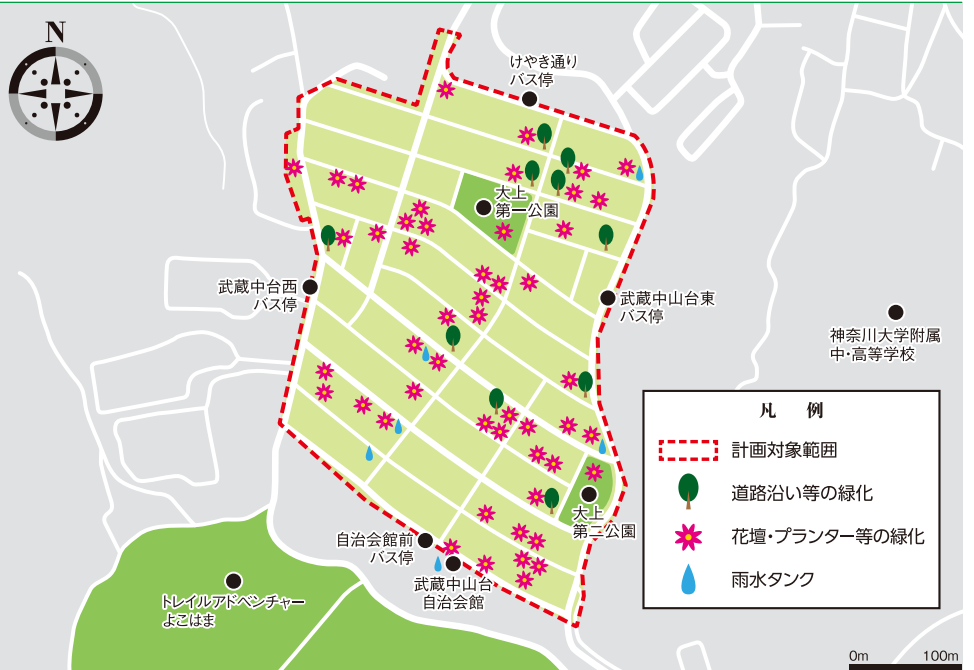 N
けやき通り
バス停
大上
第一公園
武蔵中台西
バス停
武蔵中山台東
バス停
神奈川大学附属
中・高等学校
凡 例
計画対象範囲
道路沿い等の緑化
花壇・プランター等の緑化
雨水タンク
大上
第二公園
自治会館前
バス停
武蔵中山台
自治会館
トレイルアドベンチャー
よこはま
0m 100m